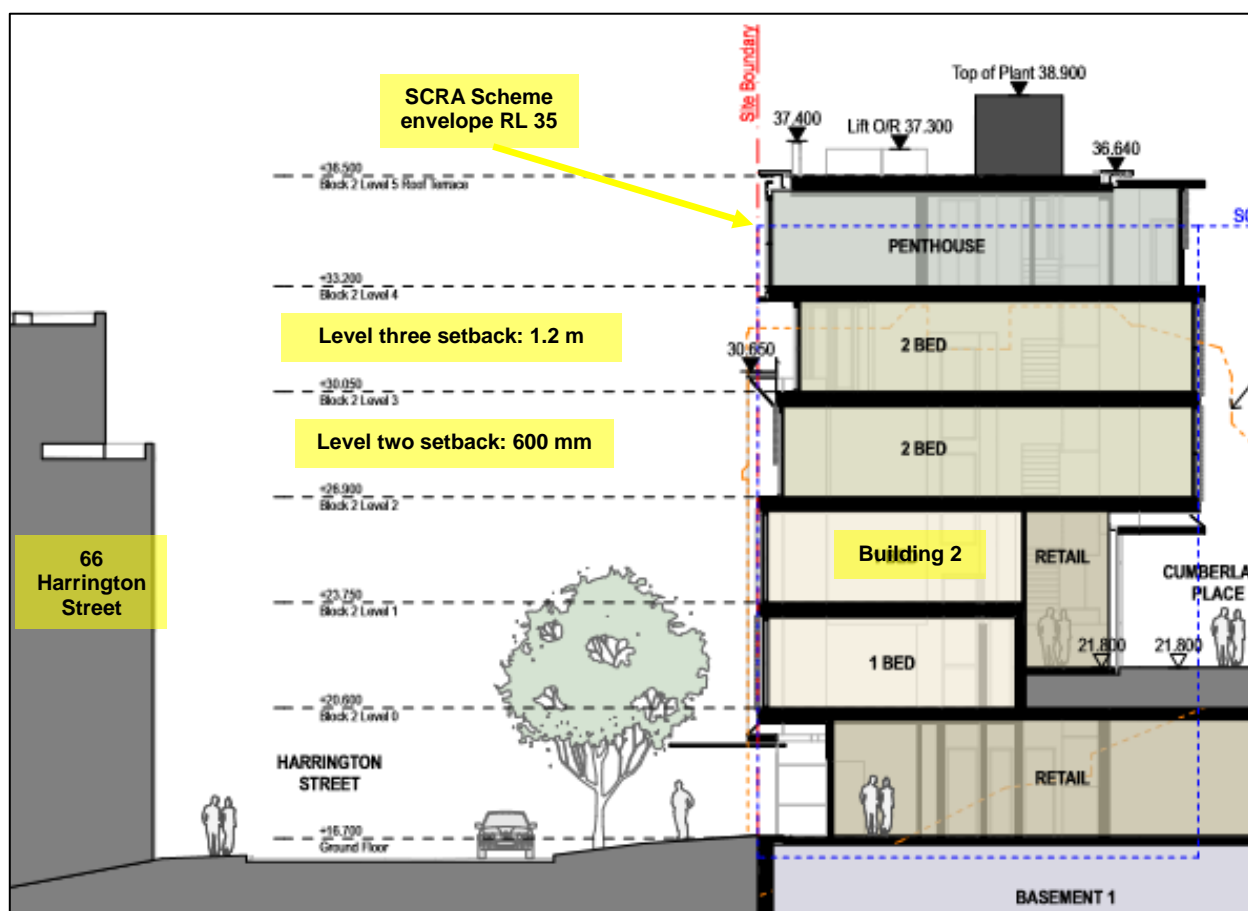 Site Boundary
SCRA Scheme
envelope RL 35
Top of Plant 38.900
37.400
Lift O/R 37.300
36.640
+36.500
Block 2 Level 5 Roof Terrace
PENTHOUSE
+33.200
Block 2 Level 4
Level three setback: 1.2 m
30.650
2 BED
+30.050
Block 2 Level 3
Level two setback: 600 mm
2 BED
+26.900
Block 2 Level 2
66
Harrington
Street
Building 2
RETAIL
CUMBERLA
PLACE
+23.750
Block 2 Level 1
1 BED
21.800
21.800
+20.600
Block 2 Level 0
HARRINGTON
STREET
RETAIL
+16.700
Ground Floor
BASEMENT 1